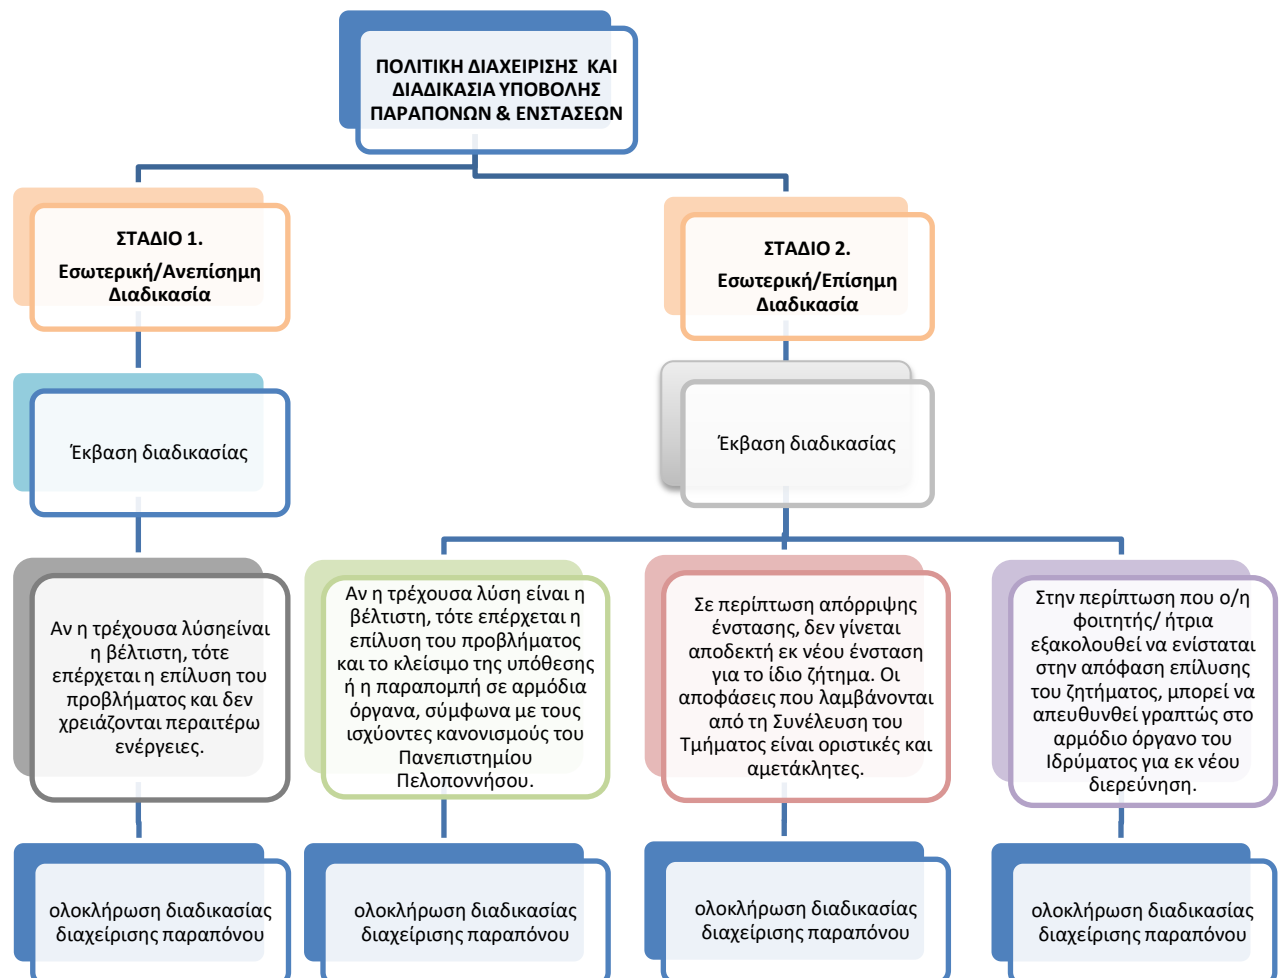 ΠΟΛΙΤΙΚΗ ΔΙΑΧΕΙΡΙΣΗΣ ΚΑΙ
ΔΙΑΔΙΚΑΣΙΑ ΥΠΟΒΟΛΗΣ
ΠΑΡΑΠΟΝΩΝ & ΕΝΣΤΑΣΕΩΝ
ΣΤΑΔΙΟ 1.
Εσωτερική/Ανεπίσημη
Διαδικασία
ΣΤΑΔΙΟ 2.
Εσωτερική/Επίσημη
Διαδικασία
Έκβαση διαδικασίας
Έκβαση διαδικασίας
Αν η τρέχουσα λύσηείναι
η βέλτιστη, τότε
επέρχεται η επίλυση του
προβλήματος και δεν
χρειάζονται περαιτέρω
ενέργειες.
Αν η τρέχουσα λύση είναι η
βέλτιστη, τότε επέρχεται η
επίλυση του προβλήματος
και το κλείσιμο της υπόθεσης
ή η παραπομπή σε αρμόδια
όργανα, σύμφωνα με τους
ισχύοντες κανονισμούς του
Πανεπιστημίου
Πελοποννήσου.
Σε περίπτωση απόρριψης
ένστασης, δεν γίνεται
αποδεκτή εκ νέου ένσταση
για το ίδιο ζήτημα. Οι
αποφάσεις που λαμβάνονται
από τη Συνέλευση του
Τμήματος είναι οριστικές και
αμετάκλητες.
Στην περίπτωση που ο/η
φοιτητής/ ήτρια
εξακολουθεί να ενίσταται
στην απόφαση επίλυσης
του ζητήματος, μπορεί να
απευθυνθεί γραπτώς στο
αρμόδιο όργανο του
Ιδρύματος για εκ νέου
διερεύνηση.
ολοκλήρωση διαδικασίας
διαχείρισης παραπόνου
ολοκλήρωση διαδικασίας
διαχείρισης παραπόνου
ολοκλήρωση διαδικασίας
διαχείρισης παραπόνου
ολοκλήρωση διαδικασίας
διαχείρισης παραπόνου